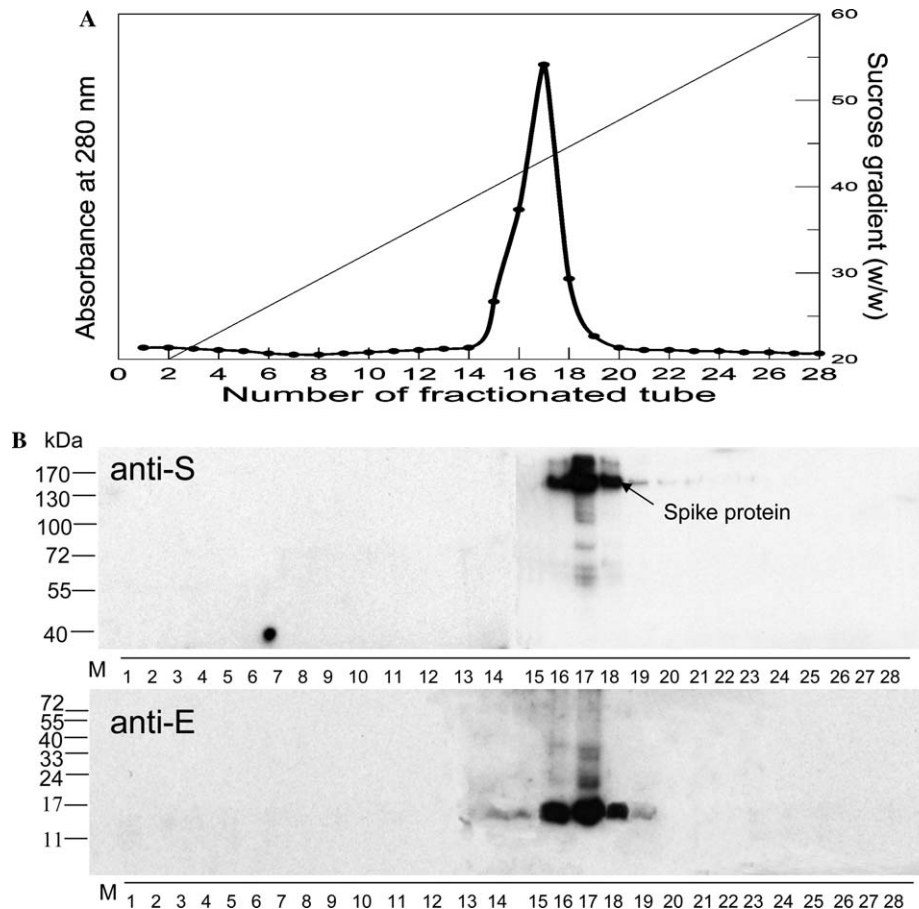 A
Absorbance at 280 nm
60
50
40
30
20
Sucrose gradient (w/w)
0 2 4 6 8 10 12 14 16 18 20 22 24 26 28
Number of fractionated tube
B kDa
anti-S
170
130
100
72
55
40
Spike protein
M 1 2 3 4 5 6 7 8 9 10 11 12 13 14 15 16 17 18 19 20 21 22 23 24 25 26 27 28
anti-E
72
55
40
33
24
17
11
M 1 2 3 4 5 6 7 8 9 10 11 12 13 14 15 16 17 18 19 20 21 22 23 24 25 26 27 28